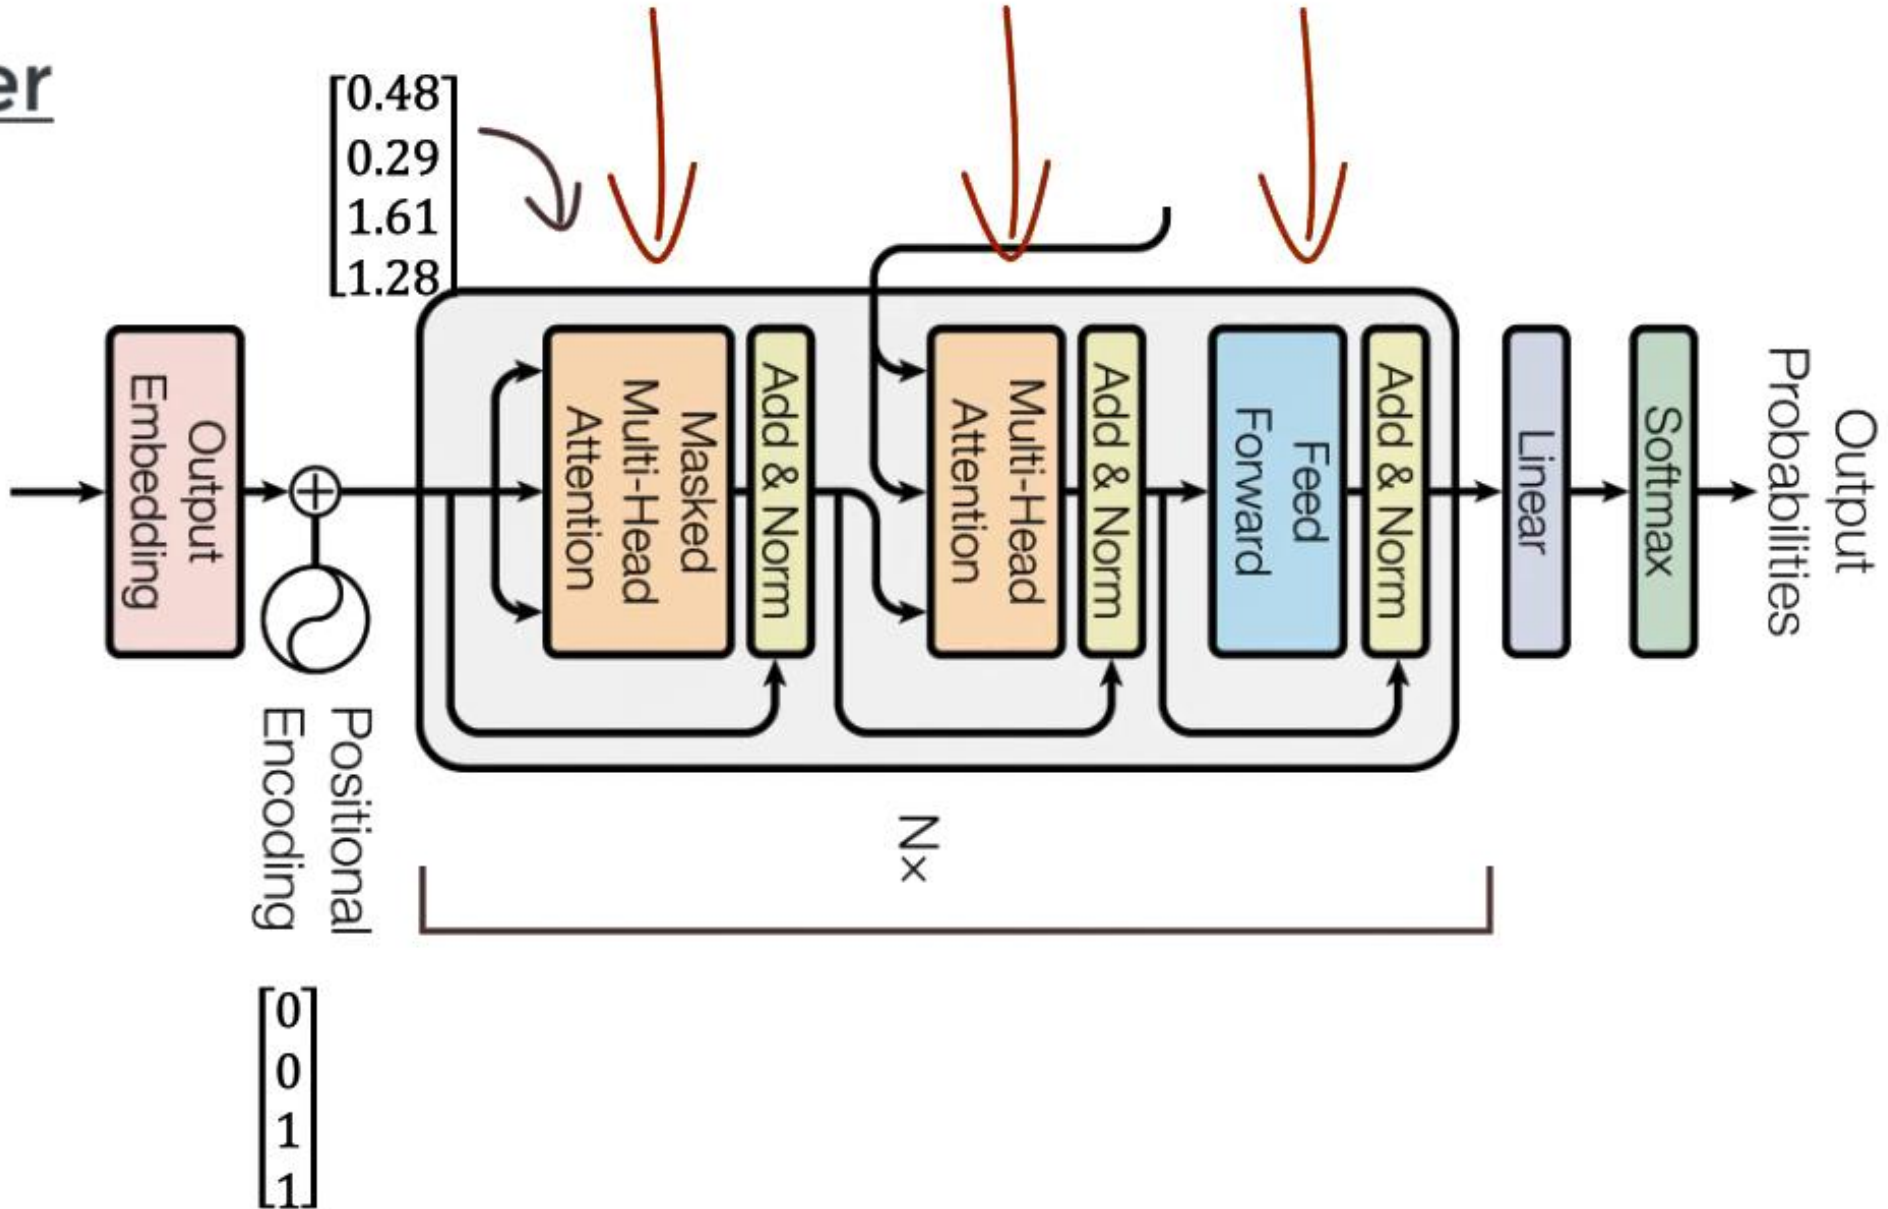 er
[0.48]
0.29
1.61
[1.28]
Output
Embedding
Positional
Encoding
[0]
0
1
[1]
Masked
Multi-Head
Attention
Add & Norm
Multi-Head
Attention
Add & Norm
Feed
Forward
Add & Norm
N×
Linear
Softmax
Output
Probabilities